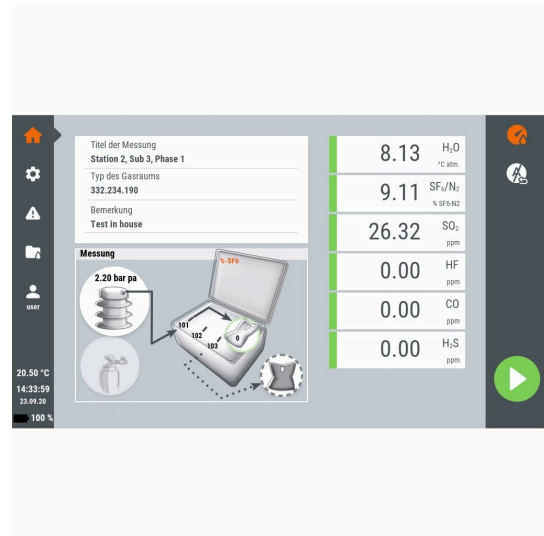 Titel der Messung
Station 2, Sub 3, Phase 1
Typ des Gasraums
332.234.190
Bemerkung
Test in house
Messung
%-SF6
2.20 bar pa
101
102
103
0
8.13 H₂O
°C atm.
9.11 SF₆/N₂
% SF6-N2
26.32 SO₂
ppm
0.00 HF
ppm
0.00 CO
ppm
0.00 H₂S
ppm
user
20.50 °C
14:33:59
23.09.20
100 %